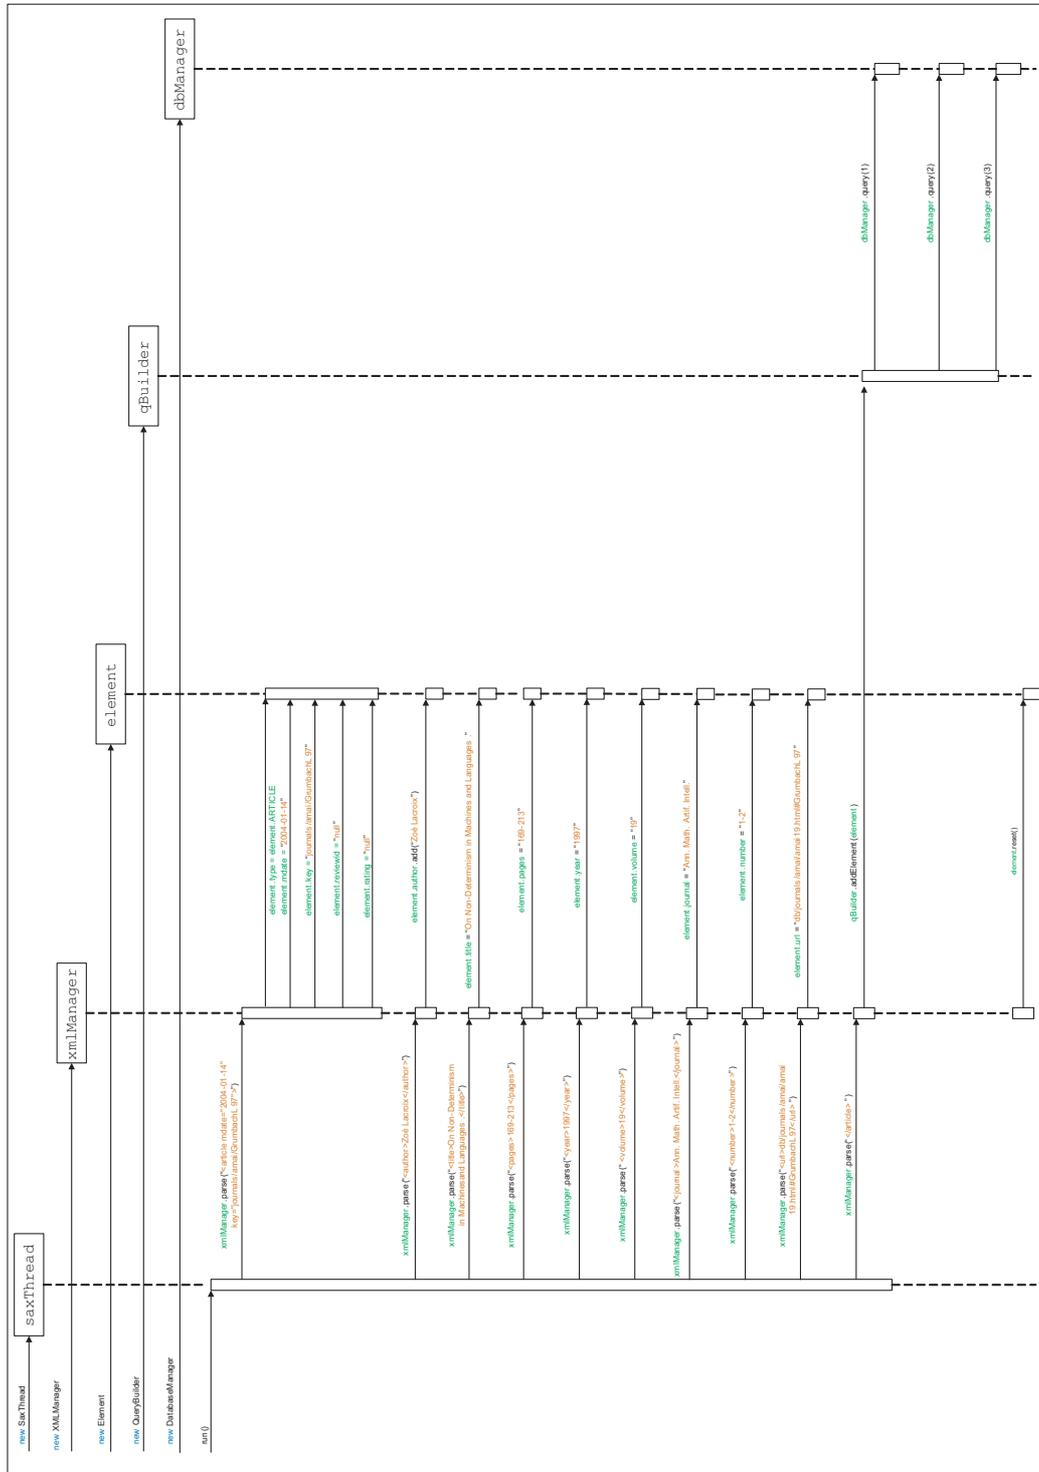 new SaxThread
saxThread
new XMLManager
xmlManager
new Element
element
new QueryBuilder
qBuilder
new DatabaseManager
dbManager
run()
xmlManager.parse("<article mdate="2004-01-14"
key="journals/amai/GrumbachL97">")
element.type = element.ARTICLE
element.mdate = "2004-01-14"
element.key = "journals/amai/GrumbachL97"
element.reviewid = "null"
element.rating = "null"
xmlManager.parse("<author>Zoé Lacroix</author>")
element.author.add("Zoé Lacroix")
xmlManager.parse("<title>On Non-Determinism
in Machines and Languages .</title>")
element.title = "On Non-Determinism in Machines and Languages ."
xmlManager.parse("<pages>169-213</pages>")
element.pages = "169-213"
xmlManager.parse("<year>1997</year>")
element.year = "1997"
xmlManager.parse("<volume>19</volume>")
element.volume = "19"
xmlManager.parse("<journal>Ann. Math. Artif. Intell.</journal>")
element.journal = "Ann. Math. Artif. Intell."
xmlManager.parse("<number>1-2</number>")
element.number = "1-2"
xmlManager.parse("<url>db/journals/amai/amai
19.html#GrumbachL97</url>")
element.url = "db/journals/amai/amai19.html#GrumbachL97"
xmlManager.parse("</article>")
qBuilder.addElement(element)
dbManager.query(1)
dbManager.query(2)
dbManager.query(3)
element.reset()